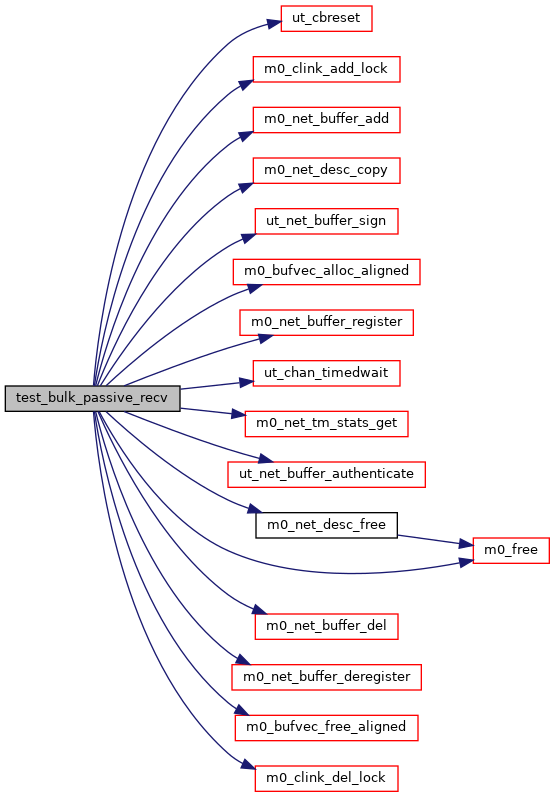 ut_cbreset
m0_clink_add_lock
m0_net_buffer_add
m0_net_desc_copy
ut_net_buffer_sign
m0_bufvec_alloc_aligned
m0_net_buffer_register
ut_chan_timedwait
test_bulk_passive_recv
m0_net_tm_stats_get
ut_net_buffer_authenticate
m0_net_desc_free
m0_free
m0_net_buffer_del
m0_net_buffer_deregister
m0_bufvec_free_aligned
m0_clink_del_lock